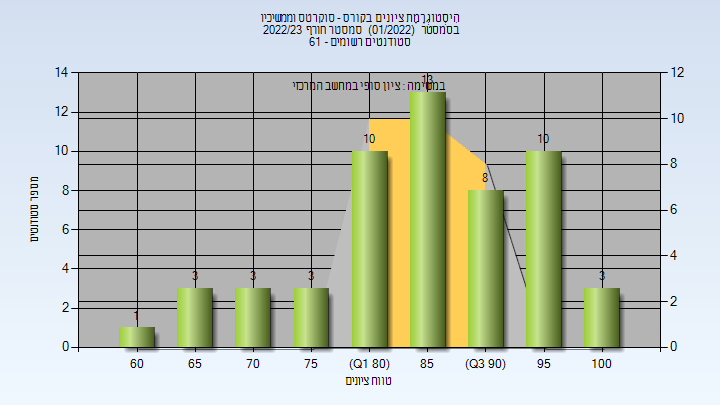 היסטוגרמת ציונים בקורס - סוקרטס וממשיכיו
בסמסטר (01/2022) סמסטר חורף 2022/23
סטודנטים רשומים - 61
במטימה : ציון סופי במחשב המרכזי
14 12 10 8 6 4 2 0
12 10 8 6 4 2 0
1 3 3 3 10 13 8 10 3
מספר סטודנטים
60 65 70 75 (Q1 80) 85 (Q3 90) 95 100
טווח ציונים